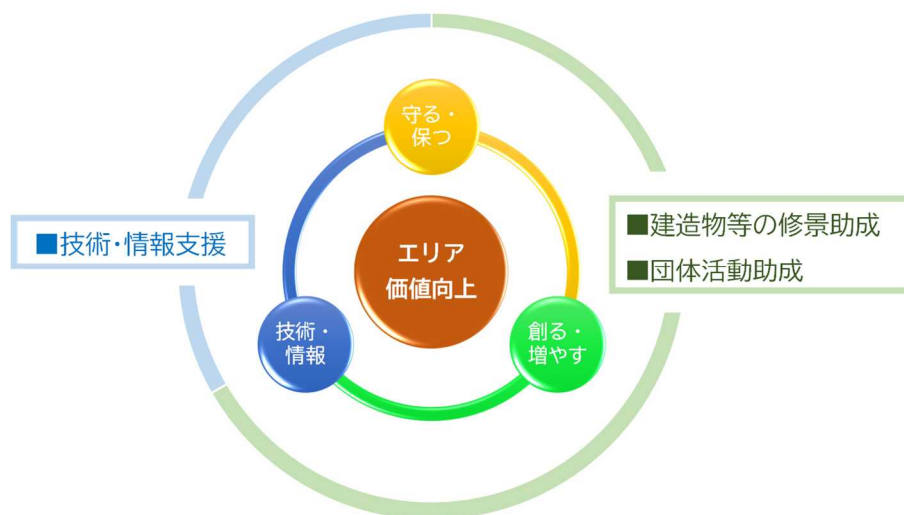 守る・
保つ
■技術・情報支援
エリア
価値向上
■建造物等の修景助成
■団体活動助成
技術・
情報
創る・
増やす